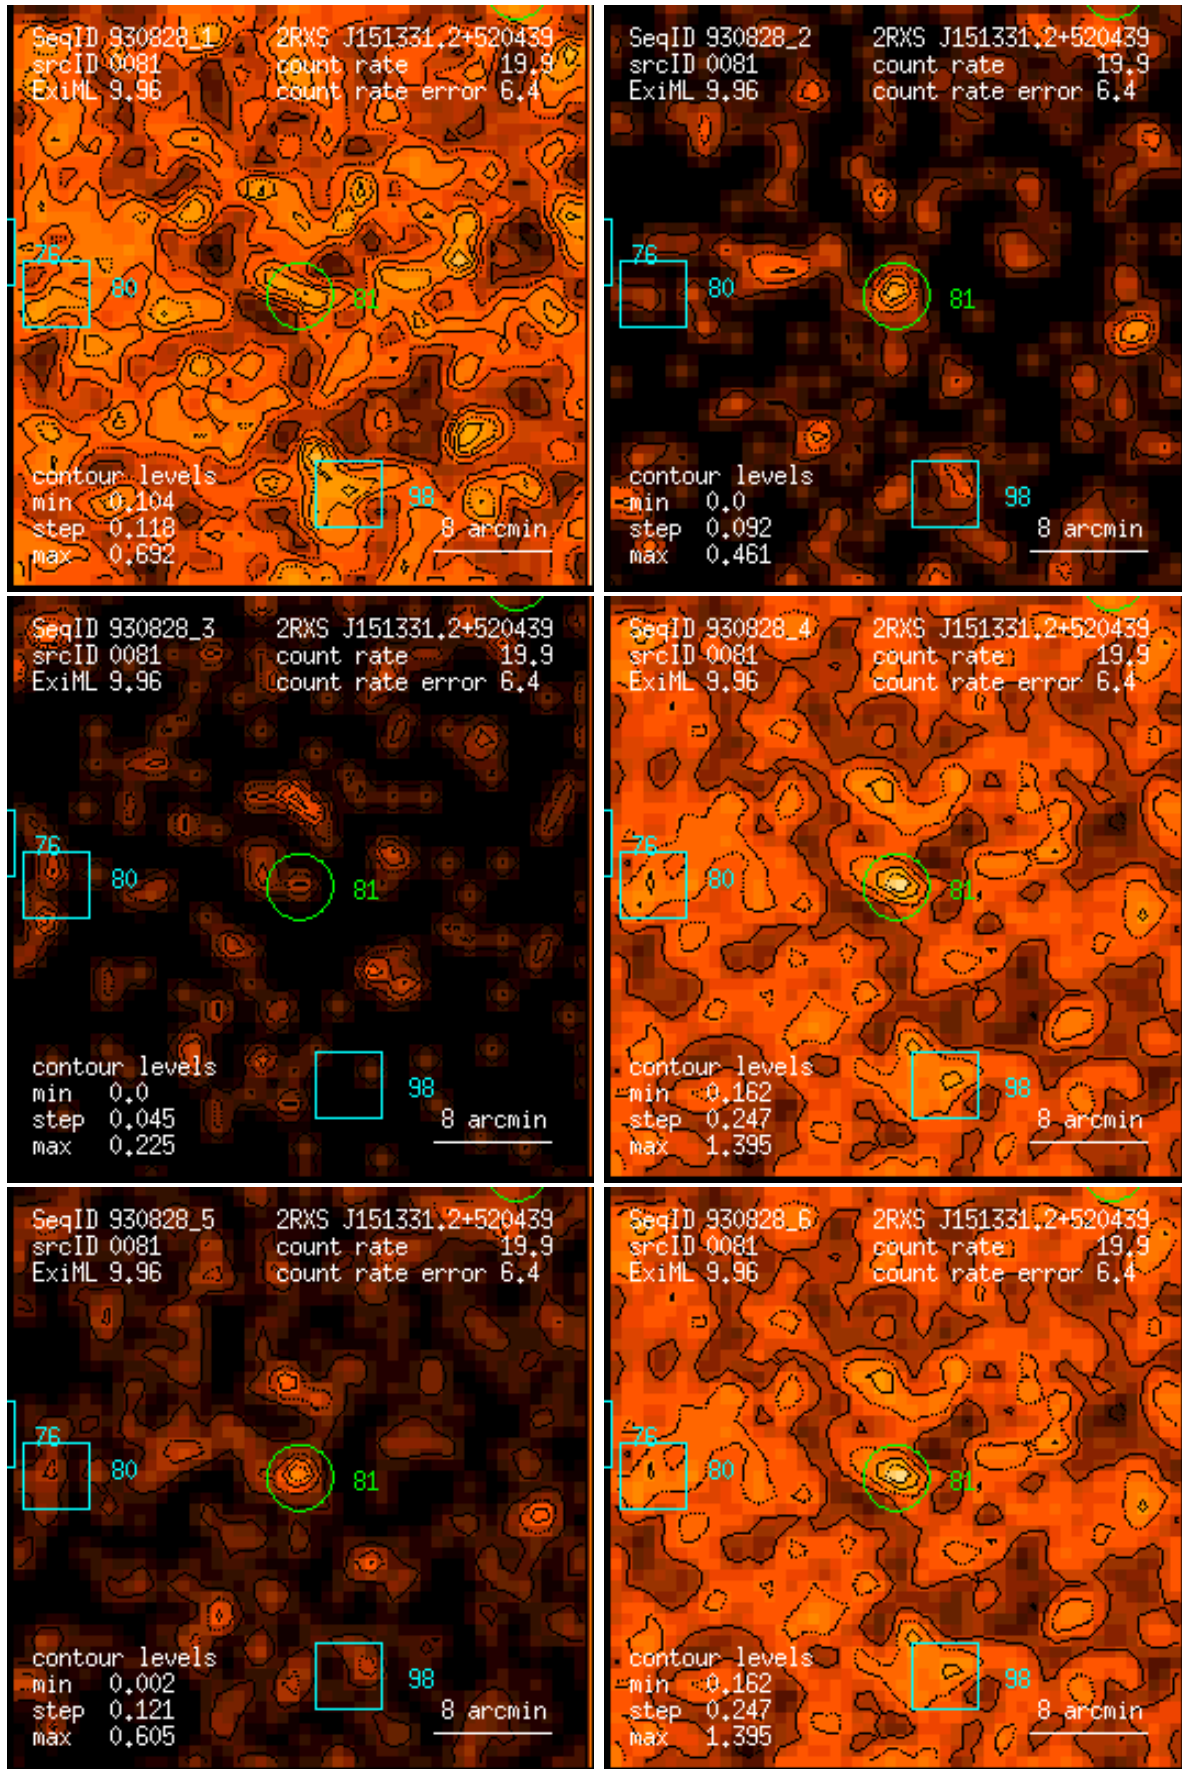 SeqID 930828_1 2RXS J151331.2+520439
srcID 0081 count rate 19.9
ExiML 9.96 count rate error 6.4
76
80
81
contour levels
min 0.104 98
step 0.118 8 arcmin
max 0.692
SeqID 930828_2 2RXS J151331.2+520439
srcID 0081 count rate 19.9
ExiML 9.96 count rate error 6.4
76
80
81
contour levels
min 0.0 98
step 0.092 8 arcmin
max 0.461
SeqID 930828_3 2RXS J151331.2+520439
srcID 0081 count rate 19.9
ExiML 9.96 count rate error 6.4
76
80
81
contour levels
min 0.0 98
step 0.045 8 arcmin
max 0.225
SeqID 930828_4 2RXS J151331.2+520439
srcID 0081 count rate 19.9
ExiML 9.96 count rate error 6.4
76
80
81
contour levels
min 0.162 98
step 0.247 8 arcmin
max 1.395
SeqID 930828_5 2RXS J151331.2+520439
srcID 0081 count rate 19.9
ExiML 9.96 count rate error 6.4
76
80
81
contour levels
min 0.002 98
step 0.121 8 arcmin
max 0.605
SeqID 930828_6 2RXS J151331.2+520439
srcID 0081 count rate 19.9
ExiML 9.96 count rate error 6.4
76
80
81
contour levels
min 0.162 98
step 0.247 8 arcmin
max 1.395